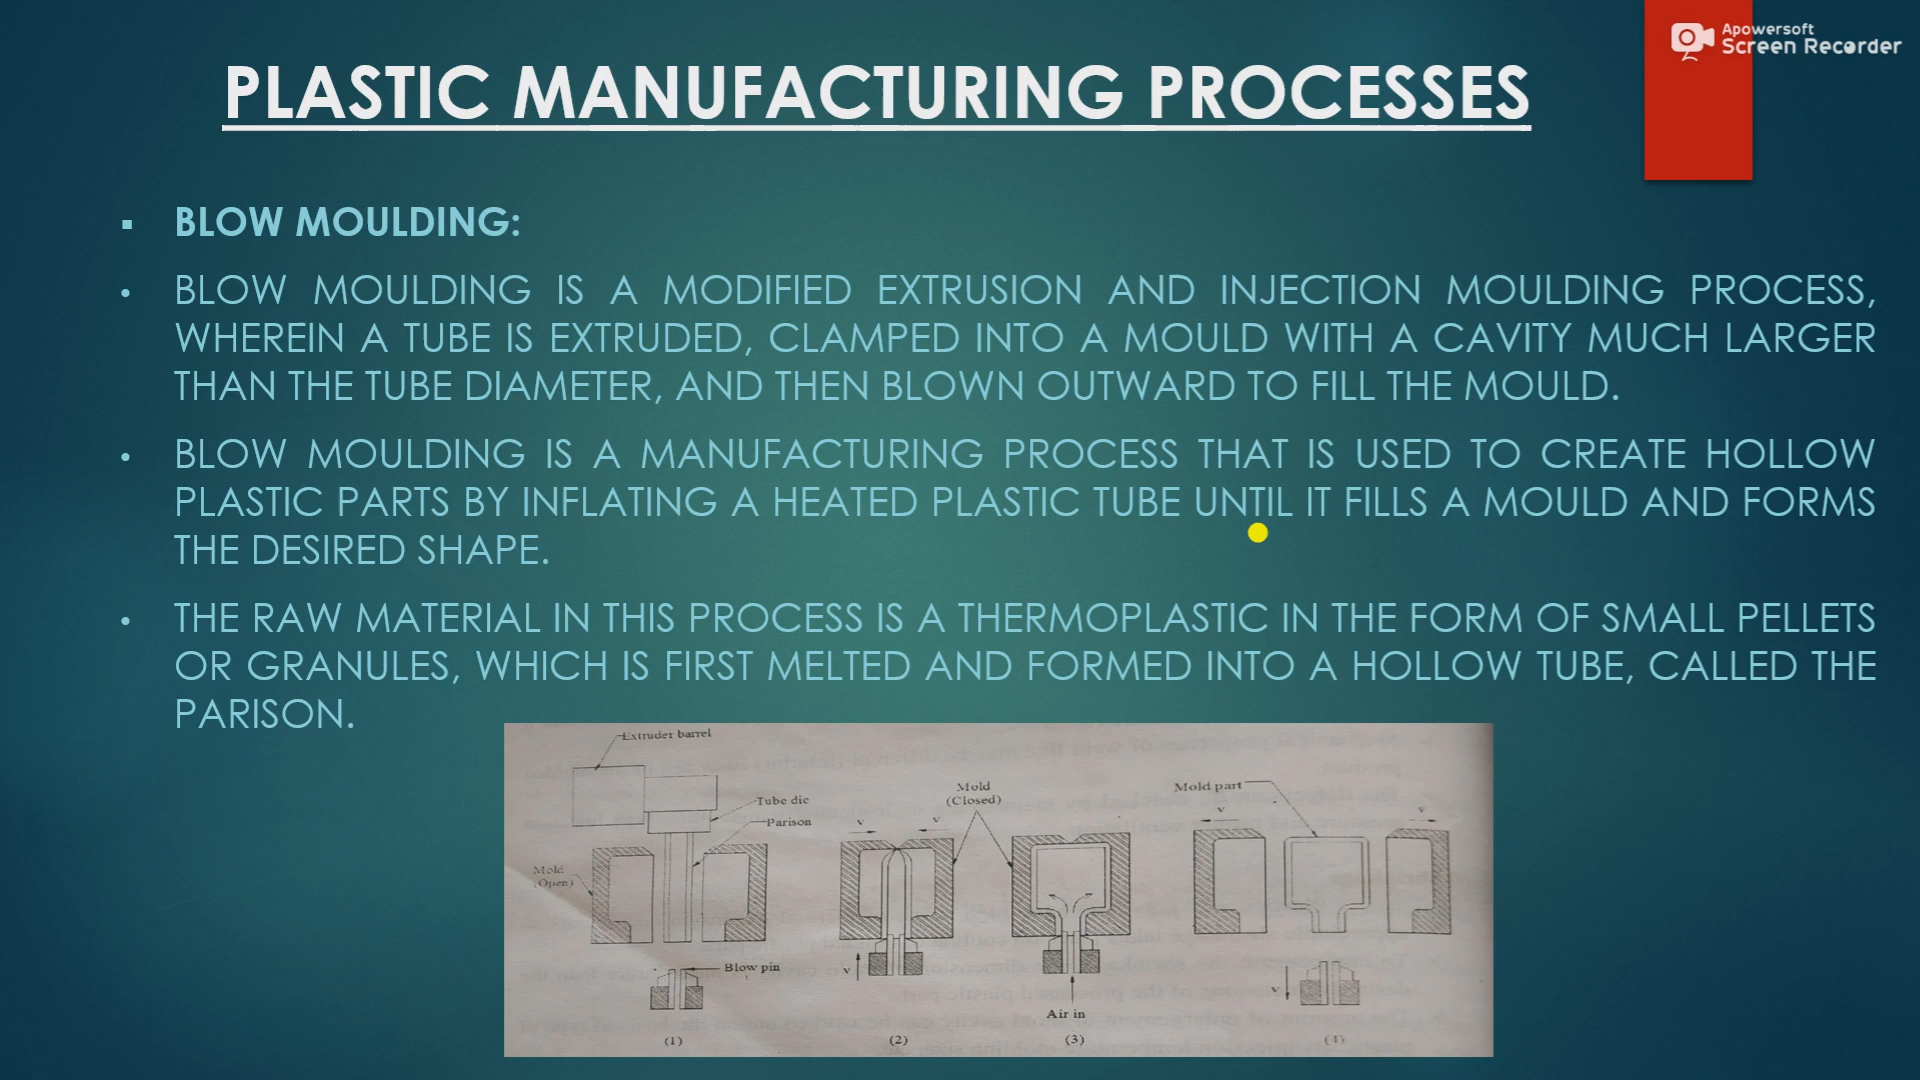 Apowersoft
Screen Recorder
PLASTIC MANUFACTURING PROCESSES
▪ BLOW MOULDING:
• BLOW MOULDING IS A MODIFIED EXTRUSION AND INJECTION MOULDING PROCESS,
WHEREIN A TUBE IS EXTRUDED, CLAMPED INTO A MOULD WITH A CAVITY MUCH LARGER
THAN THE TUBE DIAMETER, AND THEN BLOWN OUTWARD TO FILL THE MOULD.
• BLOW MOULDING IS A MANUFACTURING PROCESS THAT IS USED TO CREATE HOLLOW
PLASTIC PARTS BY INFLATING A HEATED PLASTIC TUBE UNTIL IT FILLS A MOULD AND FORMS
THE DESIRED SHAPE.
• THE RAW MATERIAL IN THIS PROCESS IS A THERMOPLASTIC IN THE FORM OF SMALL PELLETS
OR GRANULES, WHICH IS FIRST MELTED AND FORMED INTO A HOLLOW TUBE, CALLED THE
PARISON.
Extruder barrel
Tube die
Parison
Mold
(Open)
Blow pin
(1)
v v
v
(2)
Mold
(Closed)
Air in
(3)
Mold part
v v
v
(4)